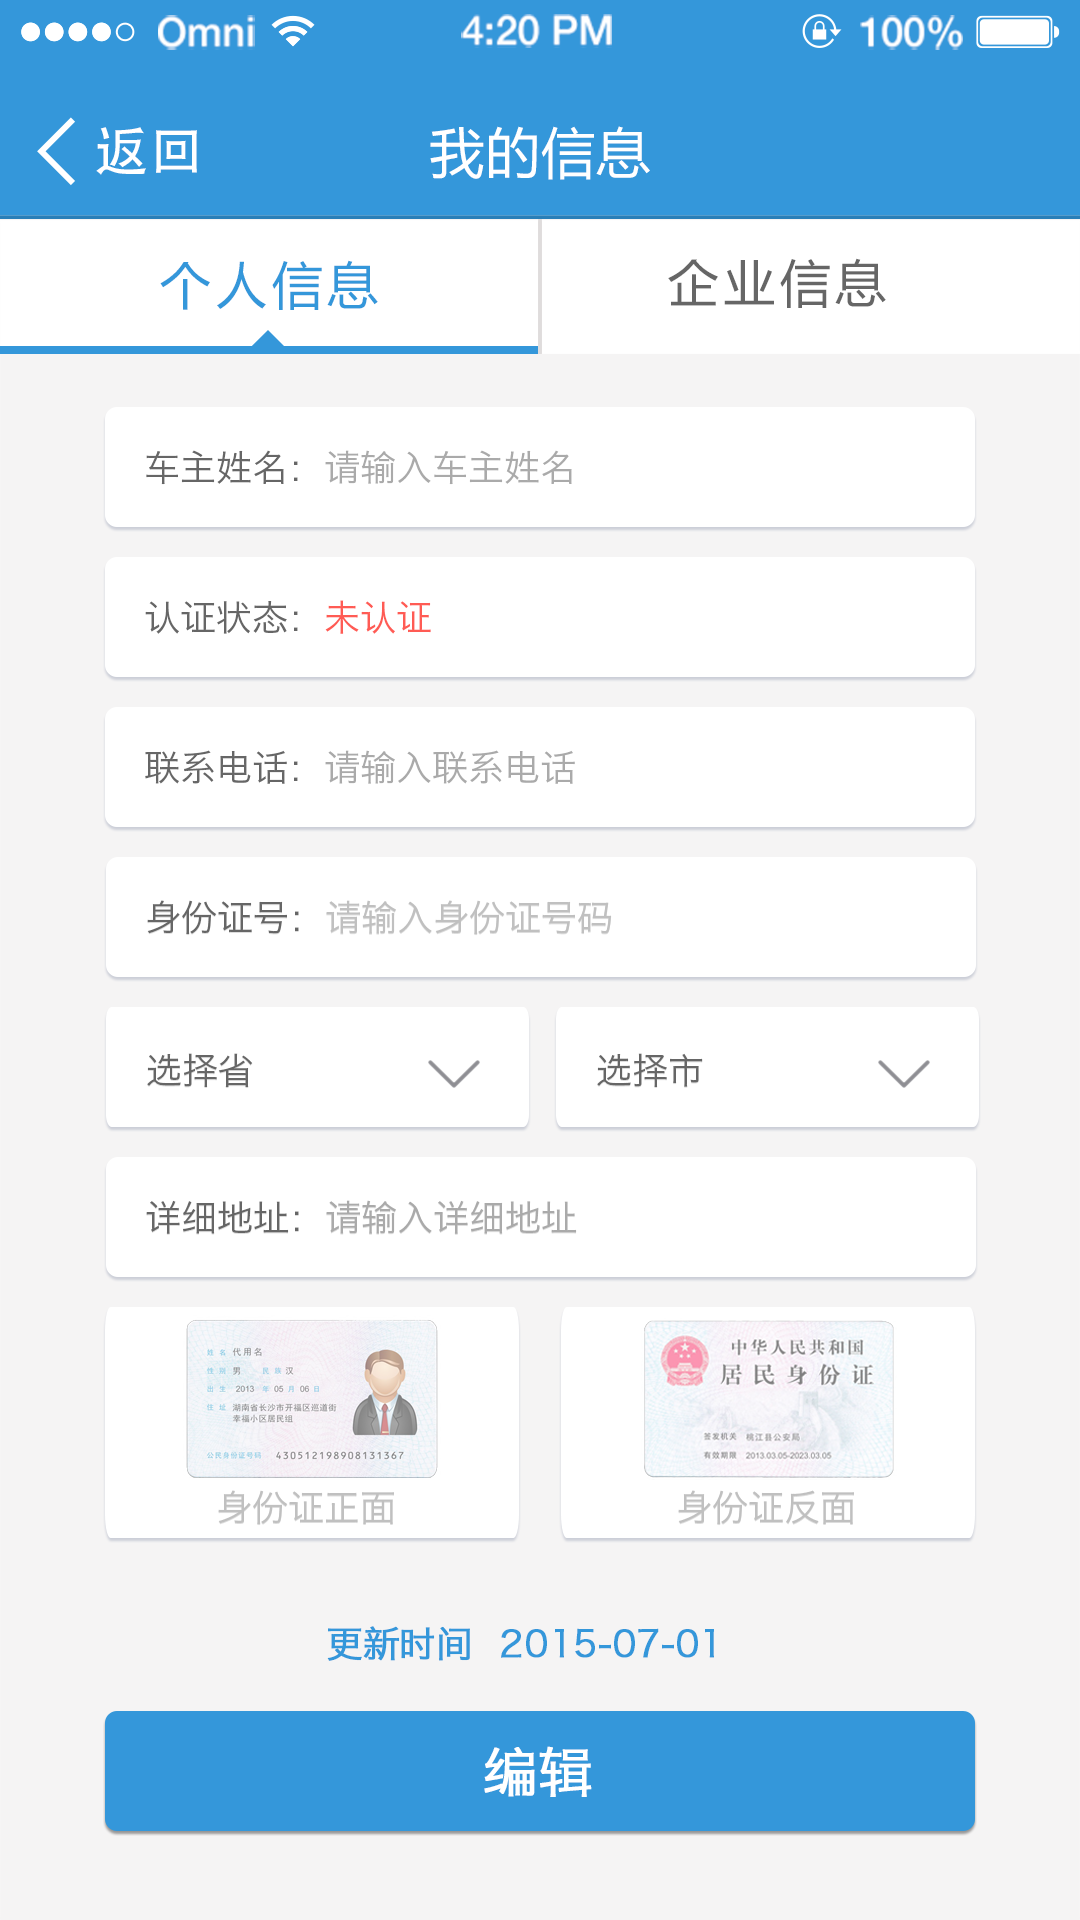 Omni 4:20 PM 100%
返回 我的信息
个人信息 企业信息
车主姓名： 请输入车主姓名
认证状态： 未认证
联系电话： 请输入联系电话
身份证号： 请输入身份证号码
选择省 选择市
详细地址： 请输入详细地址
姓 名 代用名
性 别 男 民 族 汉
出 生 2013 年 05 月 06 日
住 址 湖南省长沙市开福区巡道街
幸福小区居民组
公民身份证号码 430512198908131367
身份证正面
中华人民共和国
居民身份证
签发机关 桃江县公安局
有效期限 2013.03.05-2023.03.05
身份证反面
更新时间 2015-07-01
编辑